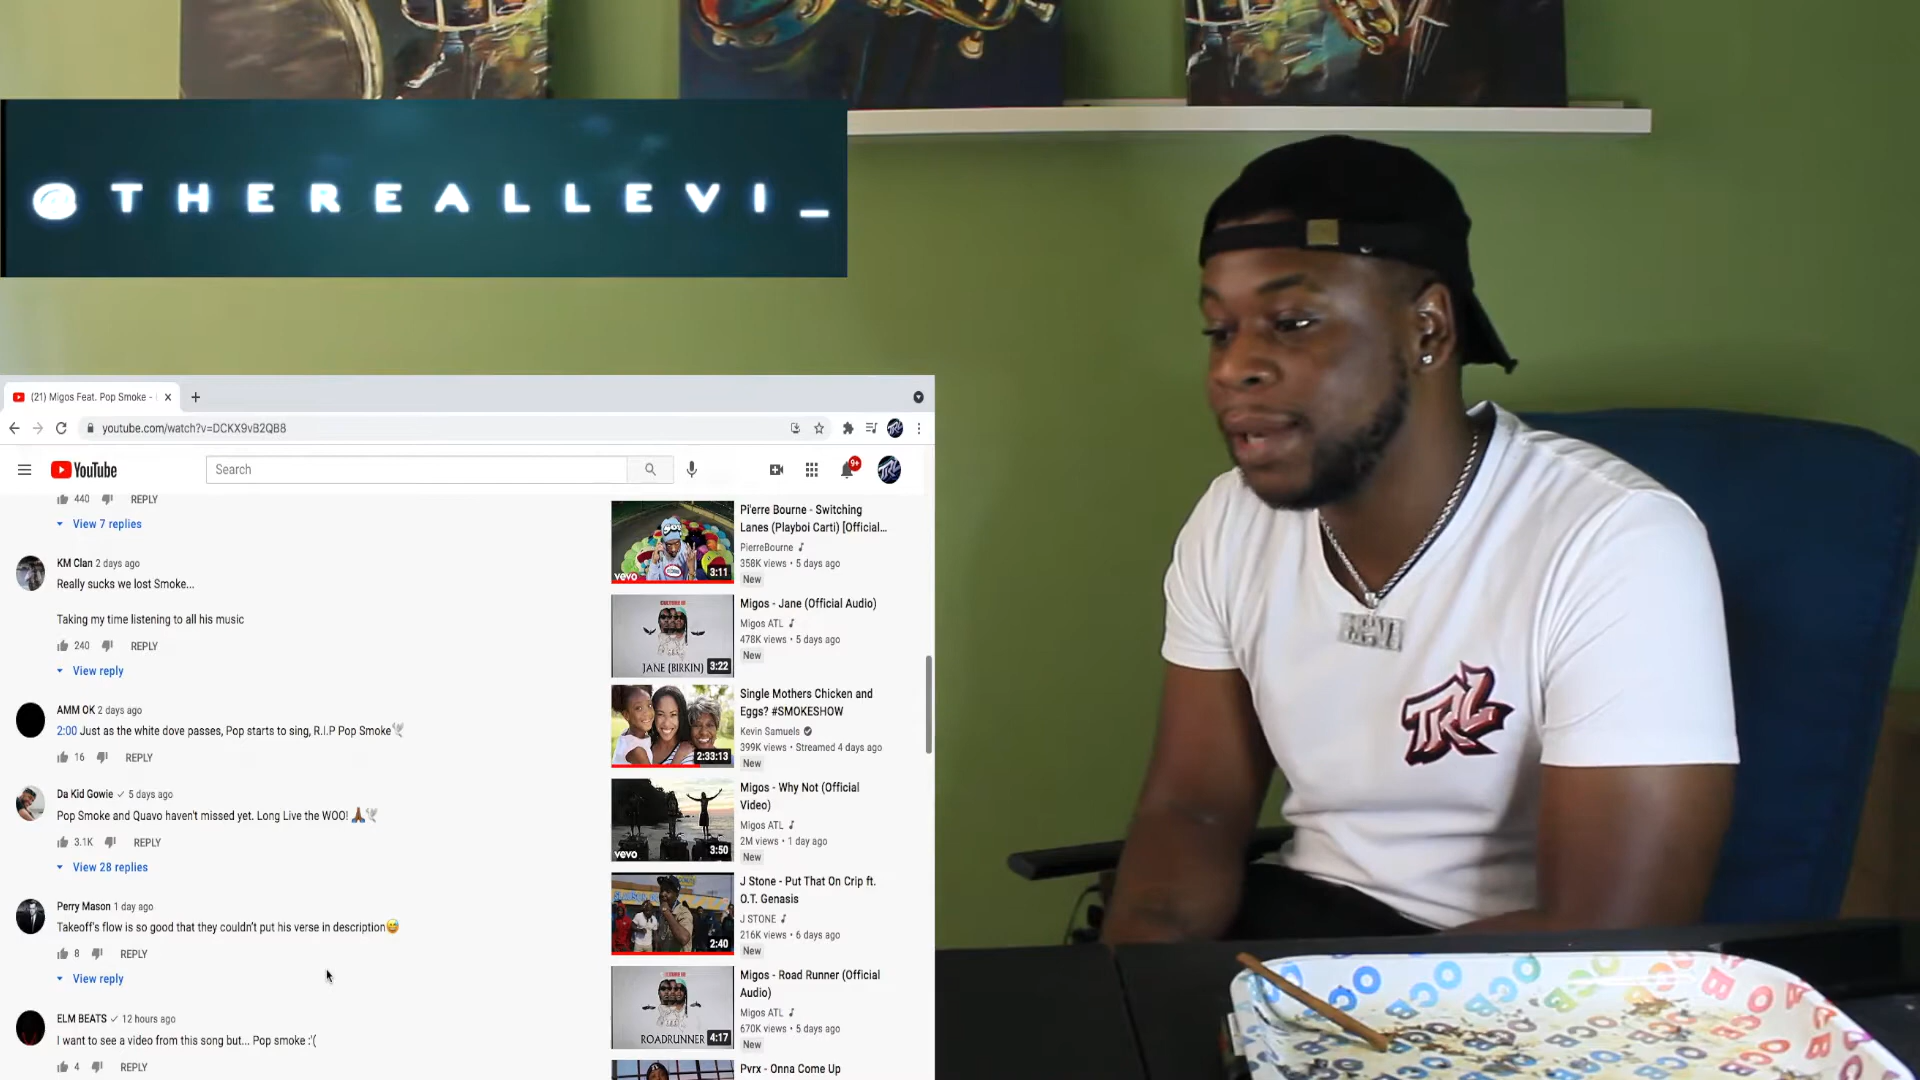 @THEREALLEVI_
(21) Migos Feat. Pop Smoke -
youtube.com/watch?v=DCKX9vB2QB8
YouTube
Search
9+
440 REPLY
View 7 replies
KM Clan 2 days ago
Really sucks we lost Smoke...
Taking my time listening to all his music
240 REPLY
View reply
AMM OK 2 days ago
2:00 Just as the white dove passes, Pop starts to sing, R.I.P Pop Smoke🕊
16 REPLY
Da Kid Gowie 5 days ago
Pop Smoke and Quavo haven't missed yet. Long Live the WOO! 🙏🏾🕊
3.1K REPLY
View 28 replies
Perry Mason 1 day ago
Takeoff's flow is so good that they couldn't put his verse in description😅
8 REPLY
View reply
ELM BEATS 12 hours ago
I want to see a video from this song but... Pop smoke :'(
4 REPLY
Pi'erre Bourne - Switching
Lanes (Playboi Carti) [Official...
PierreBourne
358K views • 5 days ago
New
vevo 3:11
Migos - Jane (Official Audio)
Migos ATL
478K views • 5 days ago
New
JANE (BIRKIN) 3:22
Single Mothers Chicken and
Eggs? #SMOKESHOW
Kevin Samuels
399K views • Streamed 4 days ago
New
2:33:13
Migos - Why Not (Official
Video)
Migos ATL
2M views • 1 day ago
New
vevo 3:50
J Stone - Put That On Crip ft.
O.T. Genasis
J STONE
216K views • 6 days ago
New
2:40
Migos - Road Runner (Official
Audio)
Migos ATL
670K views • 5 days ago
New
ROADRUNNER 4:17
Pvrx - Onna Come Up
TRL
OCB